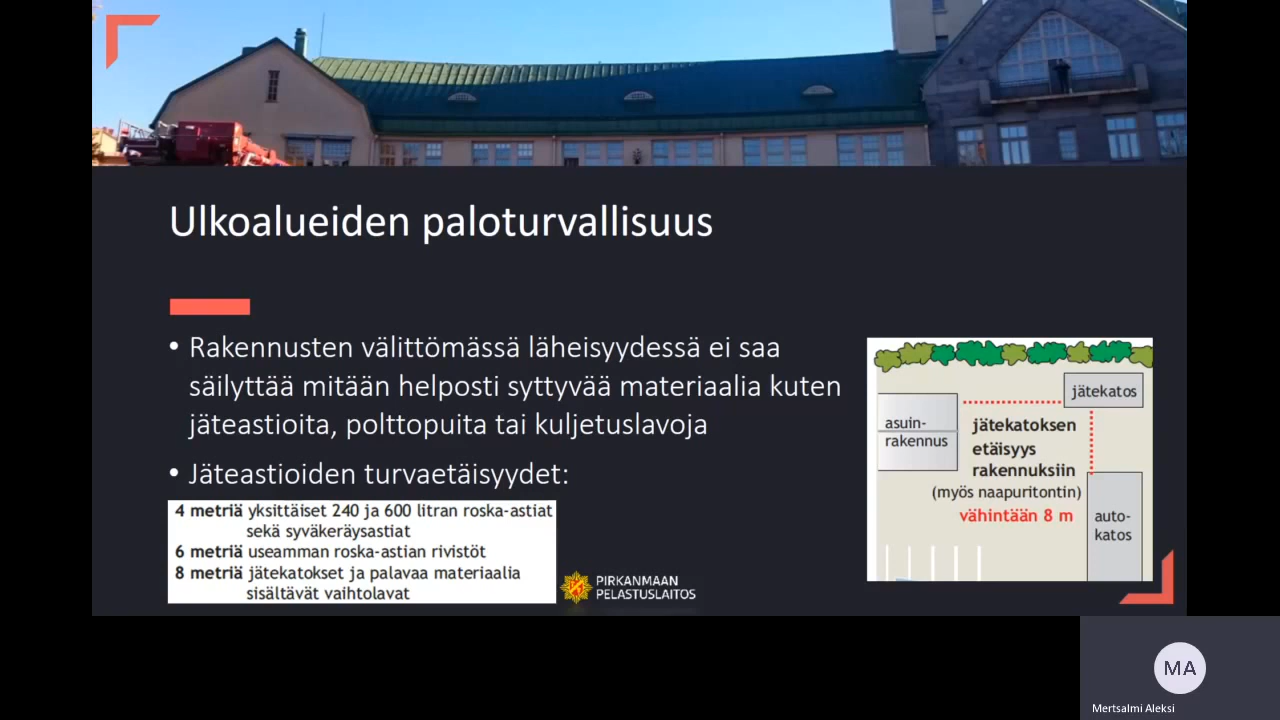 Ulkoalueiden paloturvallisuus
• Rakennusten välittömässä läheisyydessä ei saa
säilyttää mitään helposti syttyvää materiaalia kuten
jäteastioita, polttopuita tai kuljetuslavoja
• Jäteastioiden turvaetäisyydet:
4 metriä yksittäiset 240 ja 600 litran roska-astiat
sekä syväkeräysastiat
6 metriä useamman roska-astian rivistöt
8 metriä jätekatokset ja palavaa materiaalia
sisältävät vaihtolavat
PIRKANMAAN
PELASTUSLAITOS
jätekatos
asuin-
rakennus
jätekatoksen
etäisyys
rakennuksiin
(myös naapuritontin)
vähintään 8 m
auto-
katos
MA
Mertsalmi Aleksi